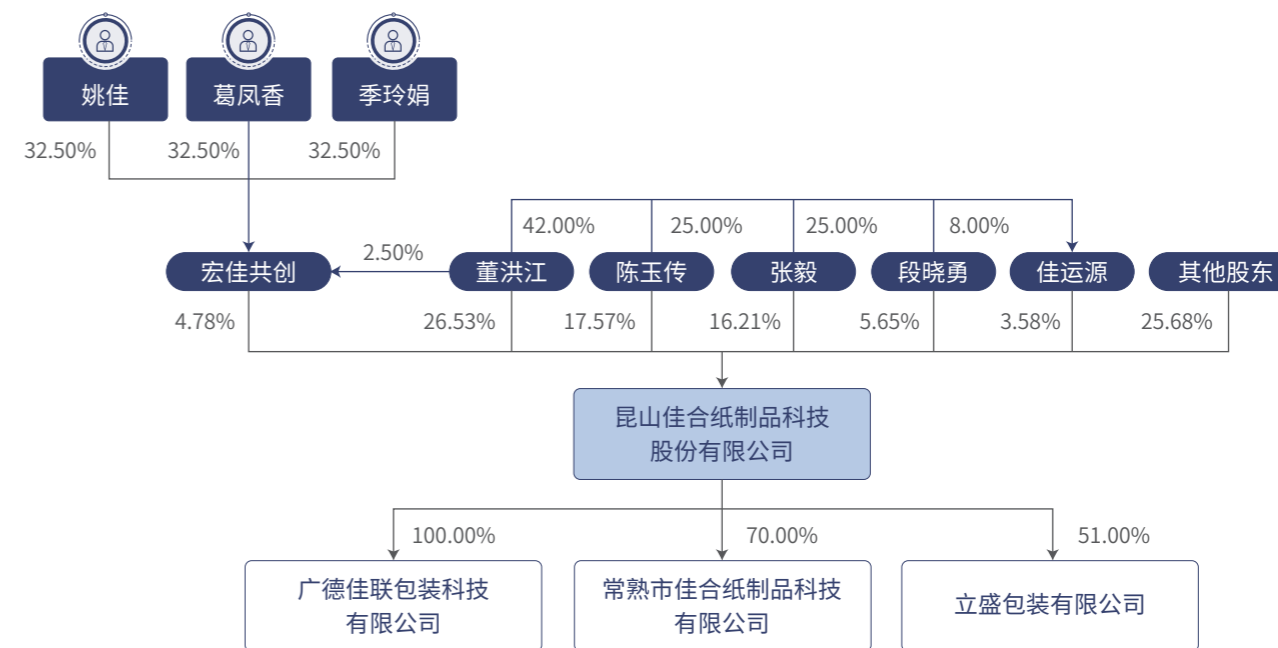 姚佳
葛凤香
季玲娟
32.50%
32.50%
32.50%
42.00%
25.00%
25.00%
8.00%
2.50%
宏佳共创
董洪江
陈玉传
张毅
段晓勇
佳运源
其他股东
4.78%
26.53%
17.57%
16.21%
5.65%
3.58%
25.68%
昆山佳合纸制品科技
股份有限公司
100.00%
70.00%
51.00%
广德佳联包装科技
有限公司
常熟市佳合纸制品科技
有限公司
立盛包装有限公司